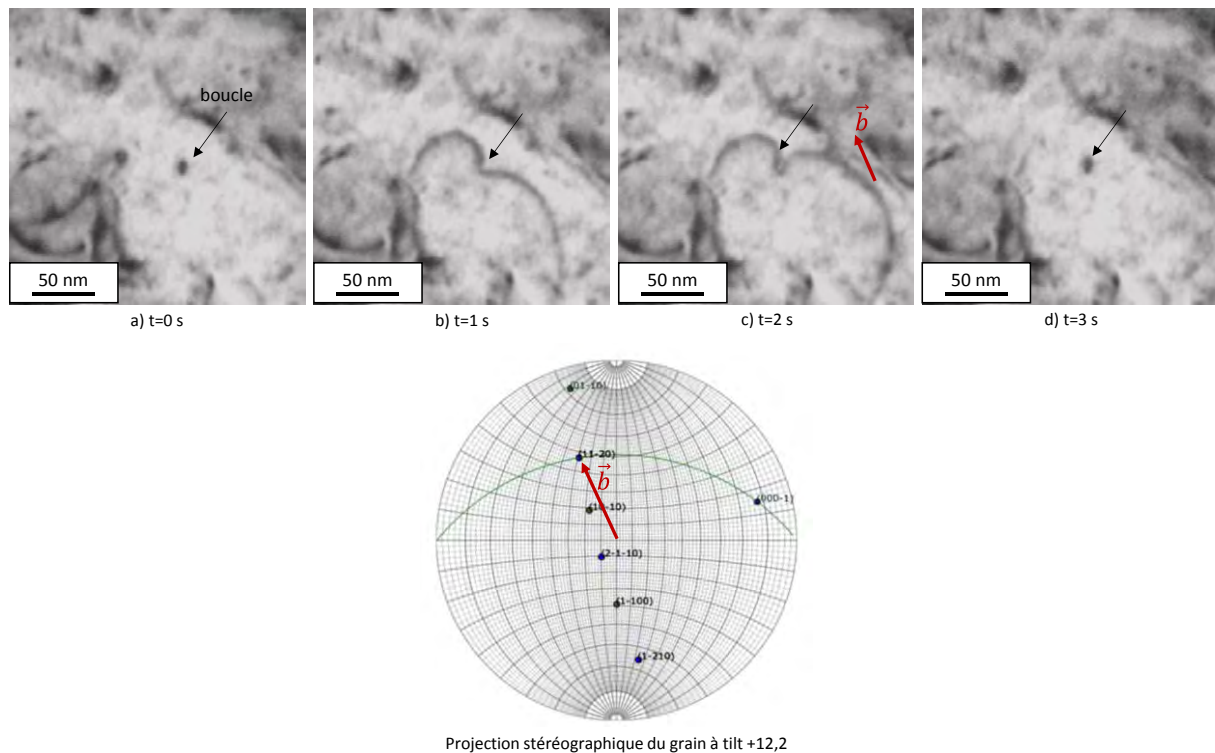 boucle
b
50 nm
50 nm
50 nm
50 nm
a) t=0 s
b) t=1 s
c) t=2 s
d) t=3 s
(01-10)
(11-20)
b
(000-1)
(10-10)
(2-1-10)
(1-100)
(1-210)
Projection stéréographique du grain à tilt +12,2